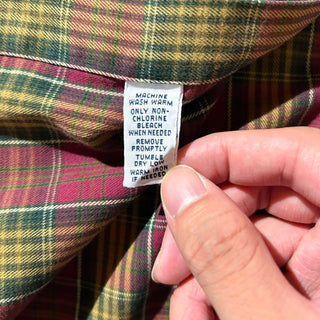 MACHINE
WASH WARM
ONLY NON-
CHLORINE
BLEACH
WHEN NEEDED
REMOVE
PROMPTLY
TUMBLE
DRY LOW
WARM IRON
IF NEEDED